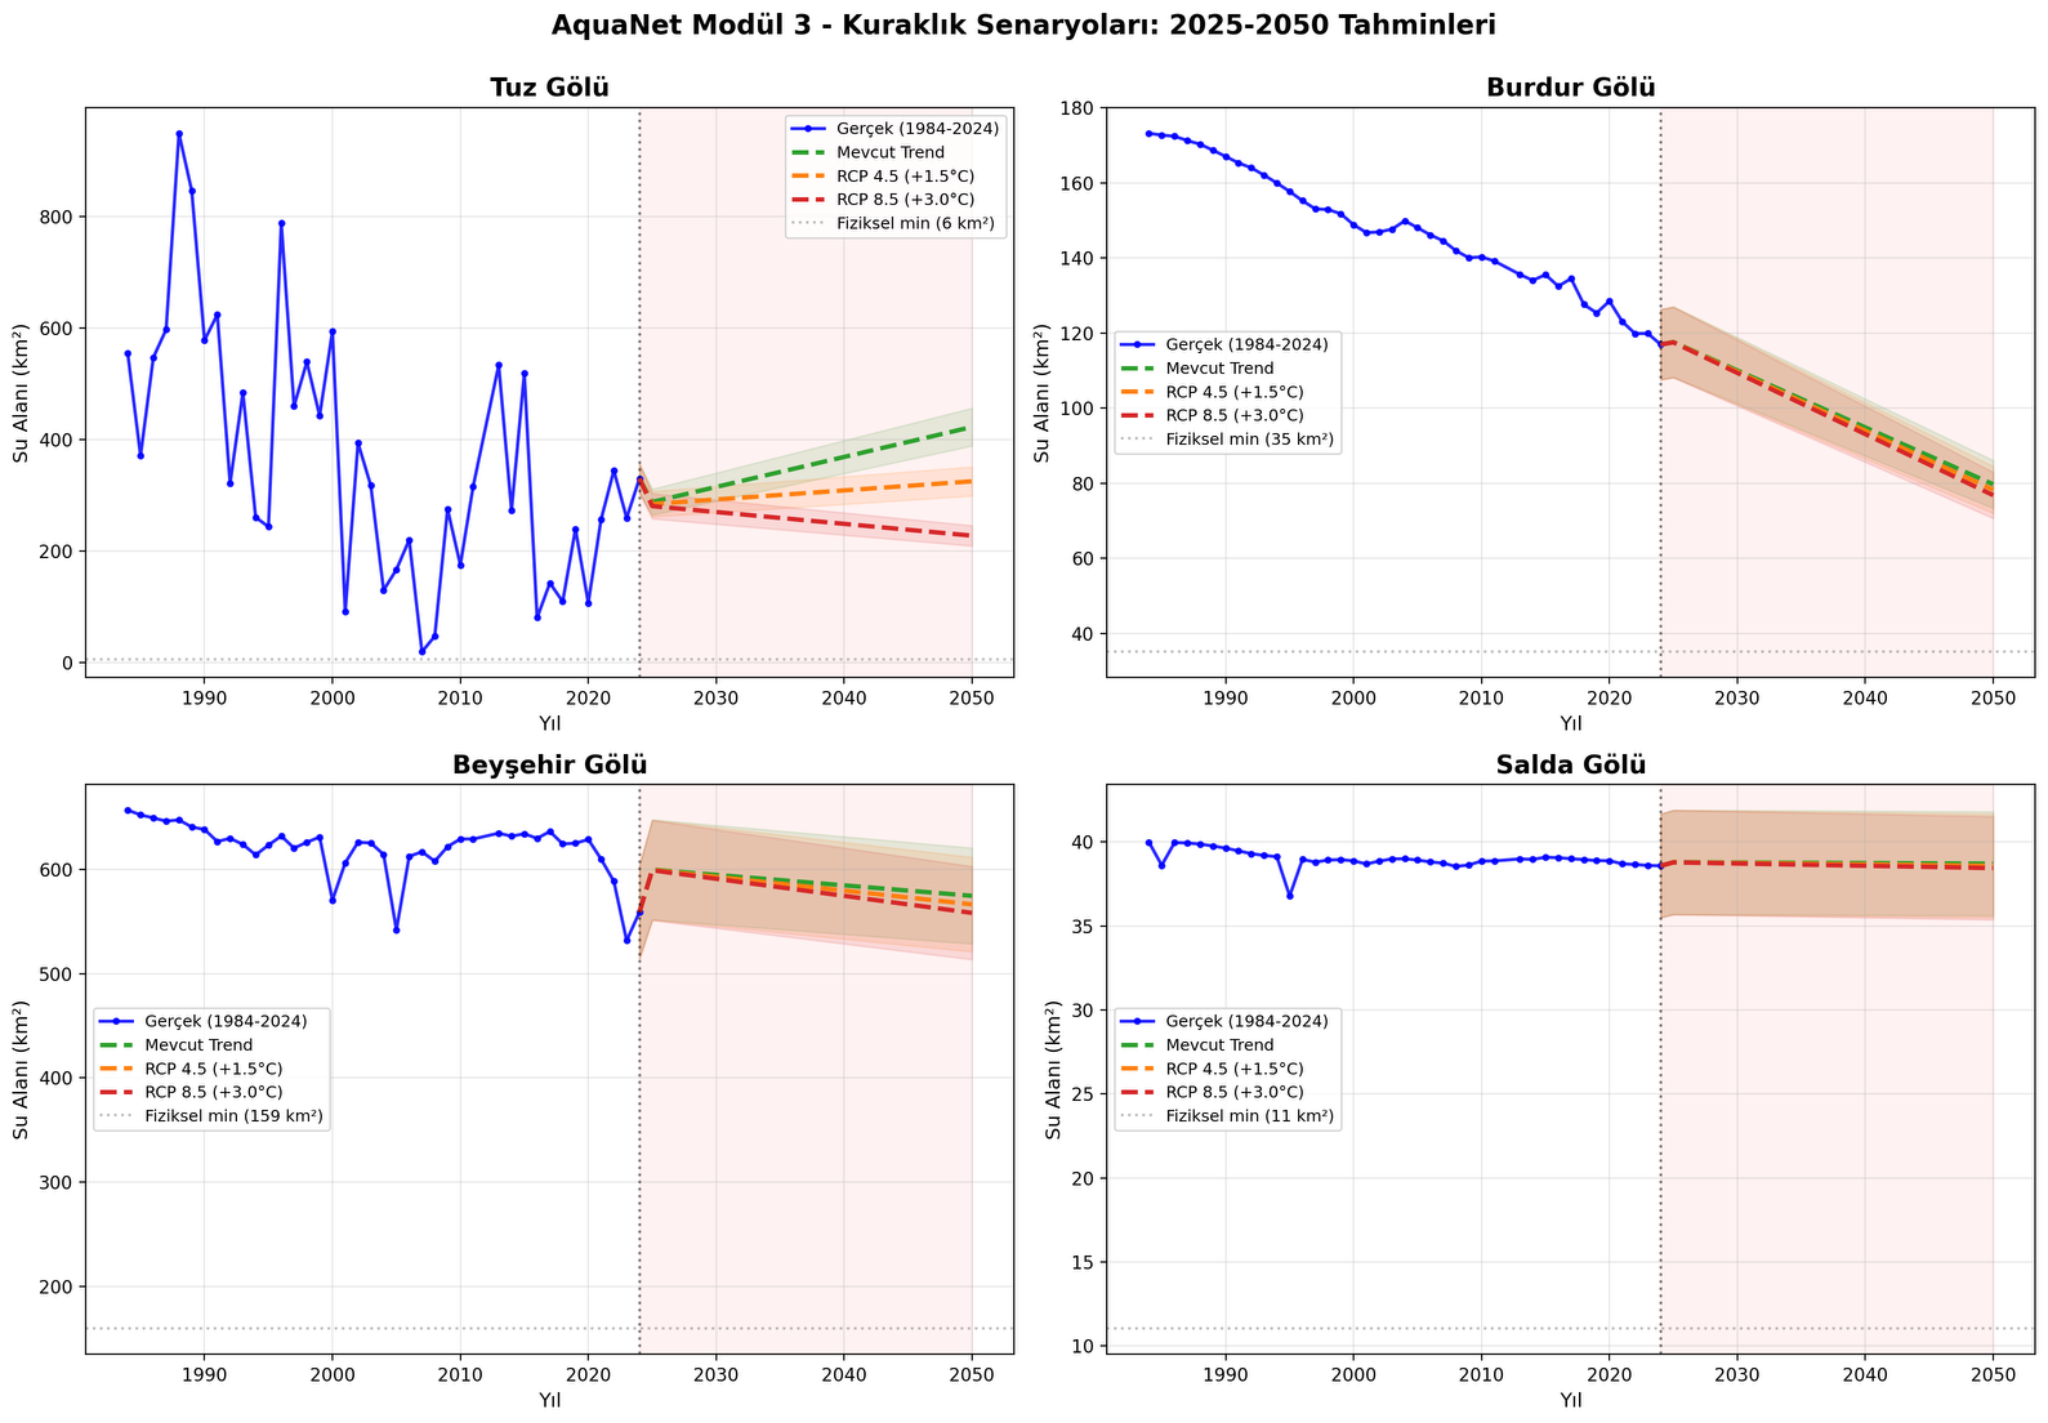 AquaNet Modül 3 - Kuraklık Senaryoları: 2025-2050 Tahminleri
Tuz Gölü
Su Alanı (km²)
800
600
400
200
0
Gerçek (1984-2024)
Mevcut Trend
RCP 4.5 (+1.5°C)
RCP 8.5 (+3.0°C)
Fiziksel min (6 km²)
1990 2000 2010 2020 2030 2040 2050
Yıl
Burdur Gölü
Su Alanı (km²)
180
160
140
120
100
80
60
40
Gerçek (1984-2024)
Mevcut Trend
RCP 4.5 (+1.5°C)
RCP 8.5 (+3.0°C)
Fiziksel min (35 km²)
1990 2000 2010 2020 2030 2040 2050
Yıl
Beyşehir Gölü
Su Alanı (km²)
600
500
400
300
200
Gerçek (1984-2024)
Mevcut Trend
RCP 4.5 (+1.5°C)
RCP 8.5 (+3.0°C)
Fiziksel min (159 km²)
1990 2000 2010 2020 2030 2040 2050
Yıl
Salda Gölü
Su Alanı (km²)
40
35
30
25
20
15
10
Gerçek (1984-2024)
Mevcut Trend
RCP 4.5 (+1.5°C)
RCP 8.5 (+3.0°C)
Fiziksel min (11 km²)
1990 2000 2010 2020 2030 2040 2050
Yıl